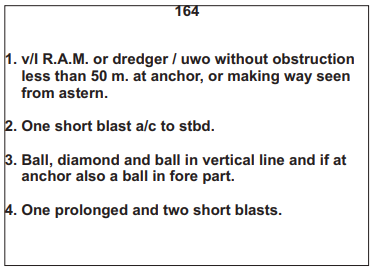 164
1. v/l R.A.M. or dredger / uwo without obstruction
less than 50 m. at anchor, or making way seen
from astern.
2. One short blast a/c to stbd.
3. Ball, diamond and ball in vertical line and if at
anchor also a ball in fore part.
4. One prolonged and two short blasts.